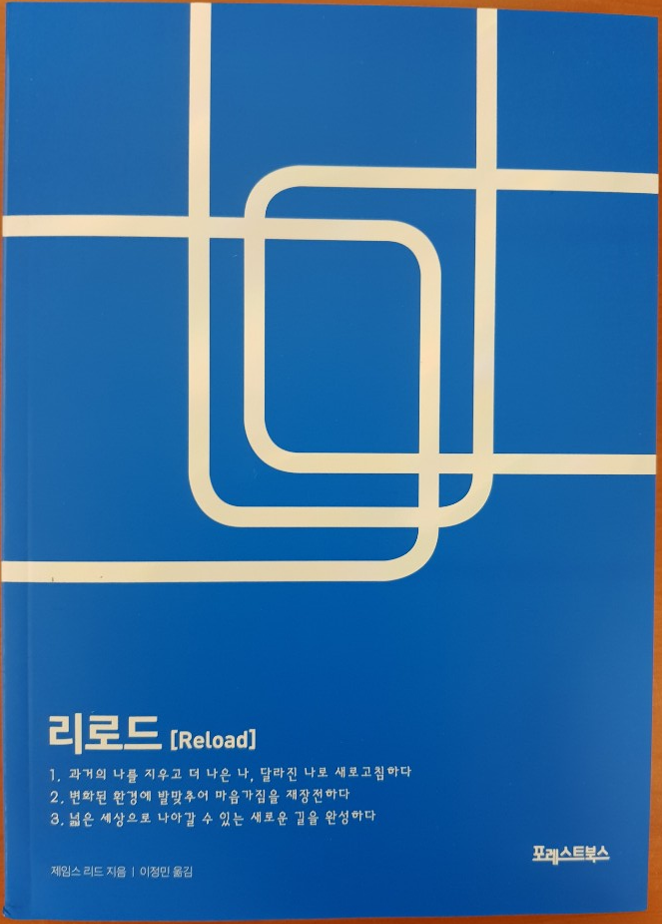 리로드 [Reload]
1. 과거의 나를 지우고 더 나은 나, 달라진 나로 새로고침하다
2. 변화된 환경에 발맞추어 마음가짐을 재장전하다
3. 넓은 세상으로 나아갈 수 있는 새로운 길을 완성하다
포레스트북스
제임스 리드 지음 | 이정민 옮김